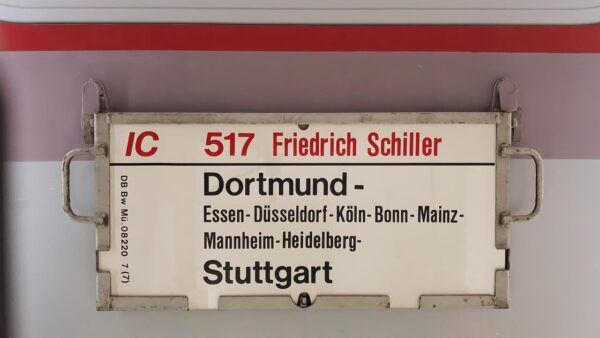 IC 517 Friedrich Schiller
Dortmund -
Essen - Düsseldorf - Köln - Bonn - Mainz -
Mannheim - Heidelberg -
Stuttgart
DB Bw Mü .08220 7 (7)